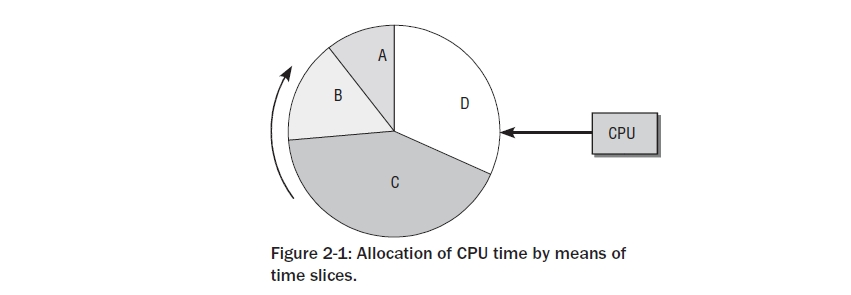 A
B
D
CPU
C
Figure 2-1: Allocation of CPU time by means of
time slices.